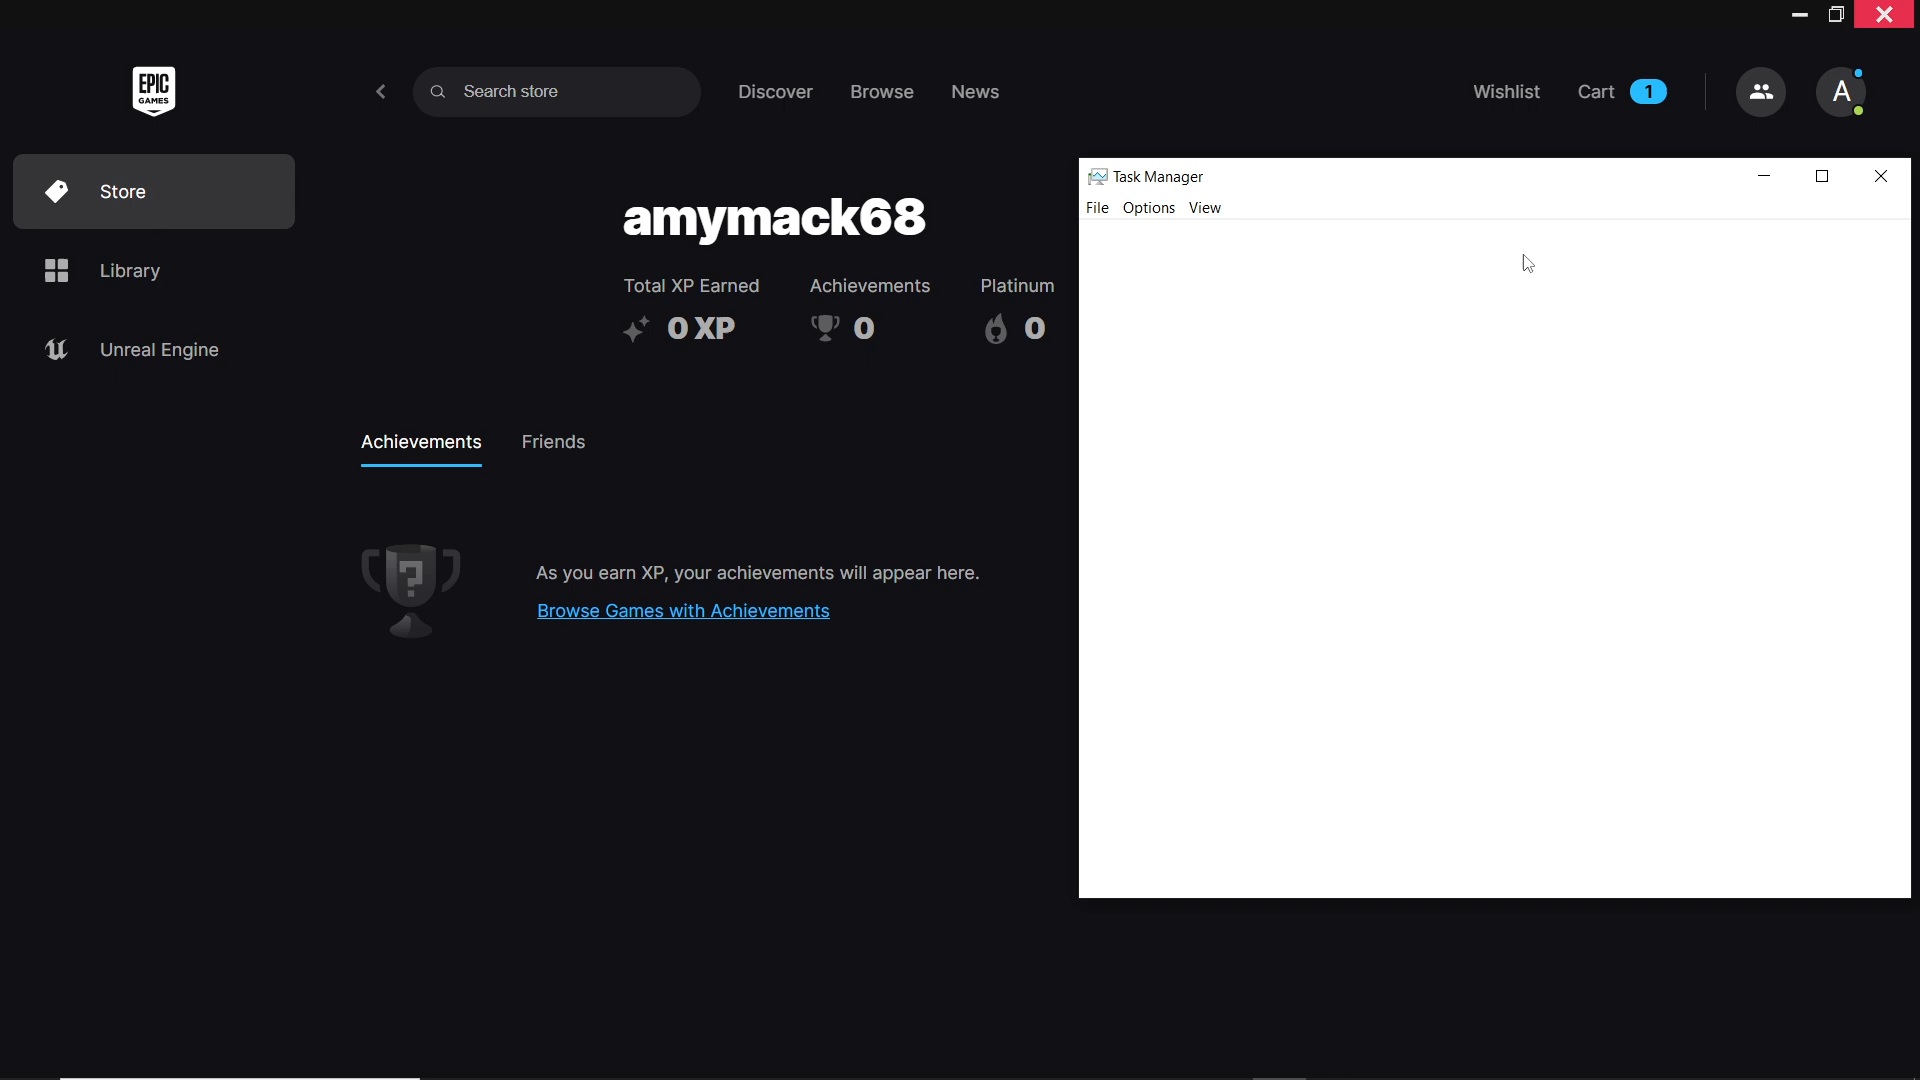 EPIC
GAMES
Search store
Discover
Browse
News
Wishlist
Cart
1
A
Store
Library
Unreal Engine
amymack68
Total XP Earned
Achievements
Platinum
0 XP
0
0
Achievements
Friends
?
As you earn XP, your achievements will appear here.
Browse Games with Achievements
Task Manager
File Options View